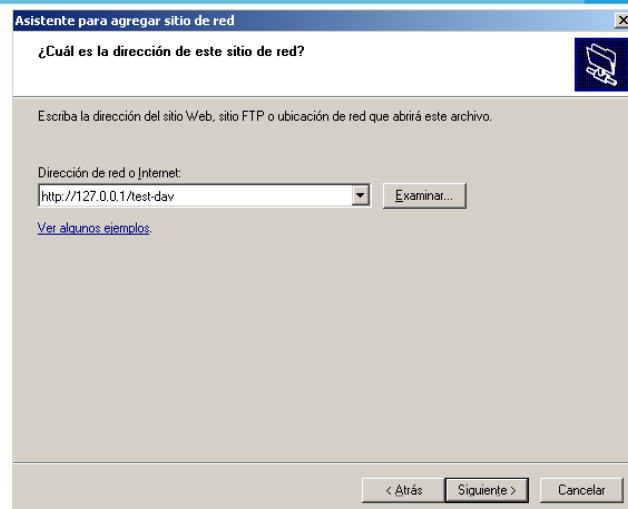 Asistente para agregar sitio de red
¿Cuál es la dirección de este sitio de red?
Escriba la dirección del sitio Web, sitio FTP o ubicación de red que abrirá este archivo.
Dirección de red o Internet:
http://127.0.0.1/test-dav
Examinar...
Ver algunos ejemplos.
< Atrás Siguiente > Cancelar